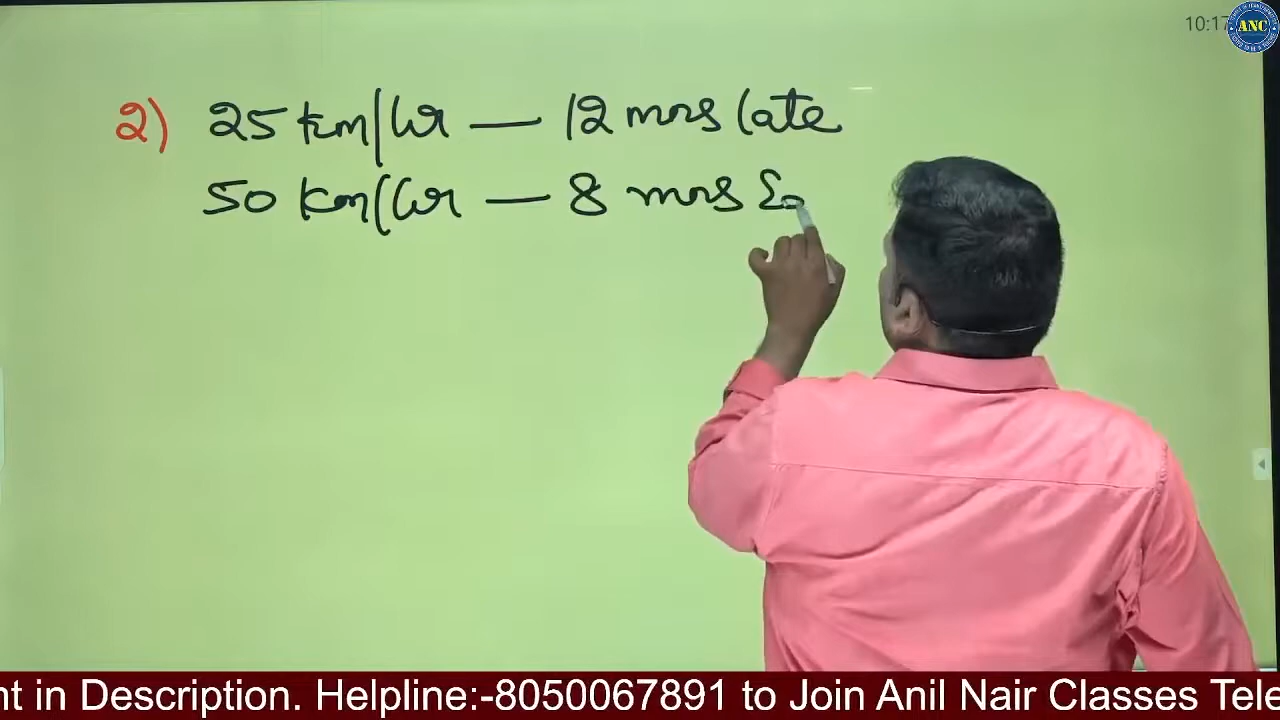 10:17
ANC
2) 25 km/hr — 12 mns late
50 km/hr — 8 mns Ea
nt in Description. Helpline:-8050067891 to Join Anil Nair Classes Tele